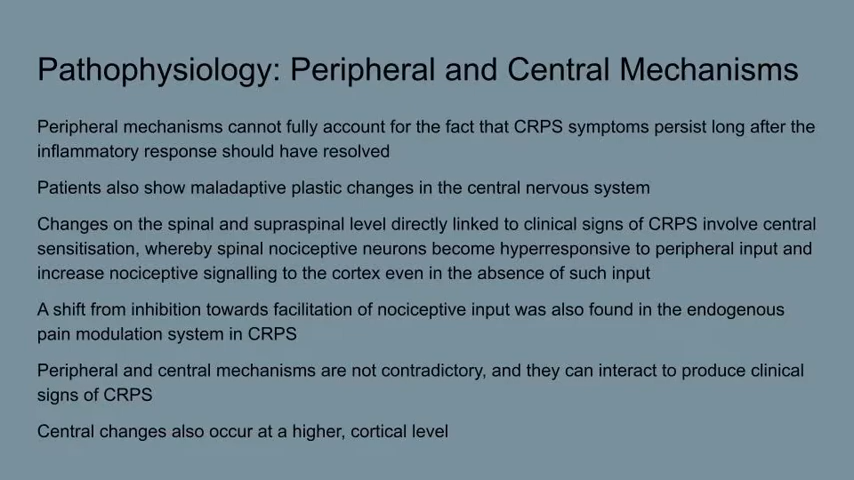 Pathophysiology: Peripheral and Central Mechanisms
Peripheral mechanisms cannot fully account for the fact that CRPS symptoms persist long after the
inflammatory response should have resolved
Patients also show maladaptive plastic changes in the central nervous system
Changes on the spinal and supraspinal level directly linked to clinical signs of CRPS involve central
sensitisation, whereby spinal nociceptive neurons become hyperresponsive to peripheral input and
increase nociceptive signalling to the cortex even in the absence of such input
A shift from inhibition towards facilitation of nociceptive input was also found in the endogenous
pain modulation system in CRPS
Peripheral and central mechanisms are not contradictory, and they can interact to produce clinical
signs of CRPS
Central changes also occur at a higher, cortical level